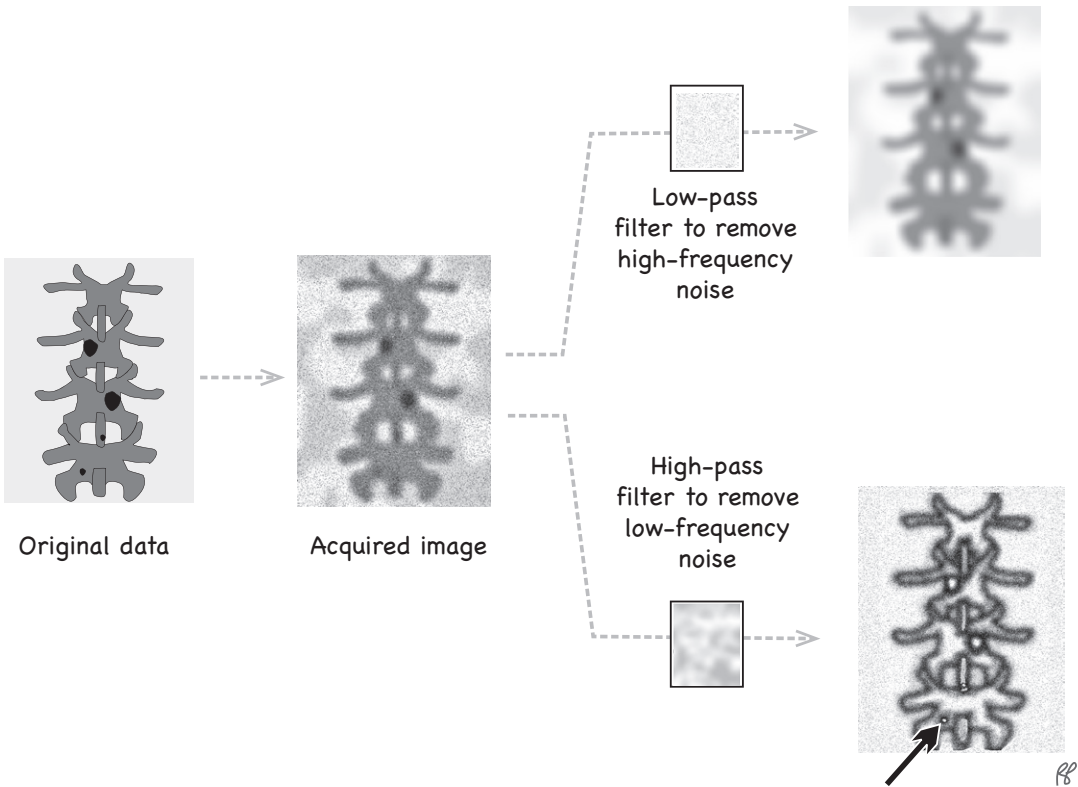 Low-pass
filter to remove
high-frequency
noise
Original data
Acquired image
High-pass
filter to remove
low-frequency
noise